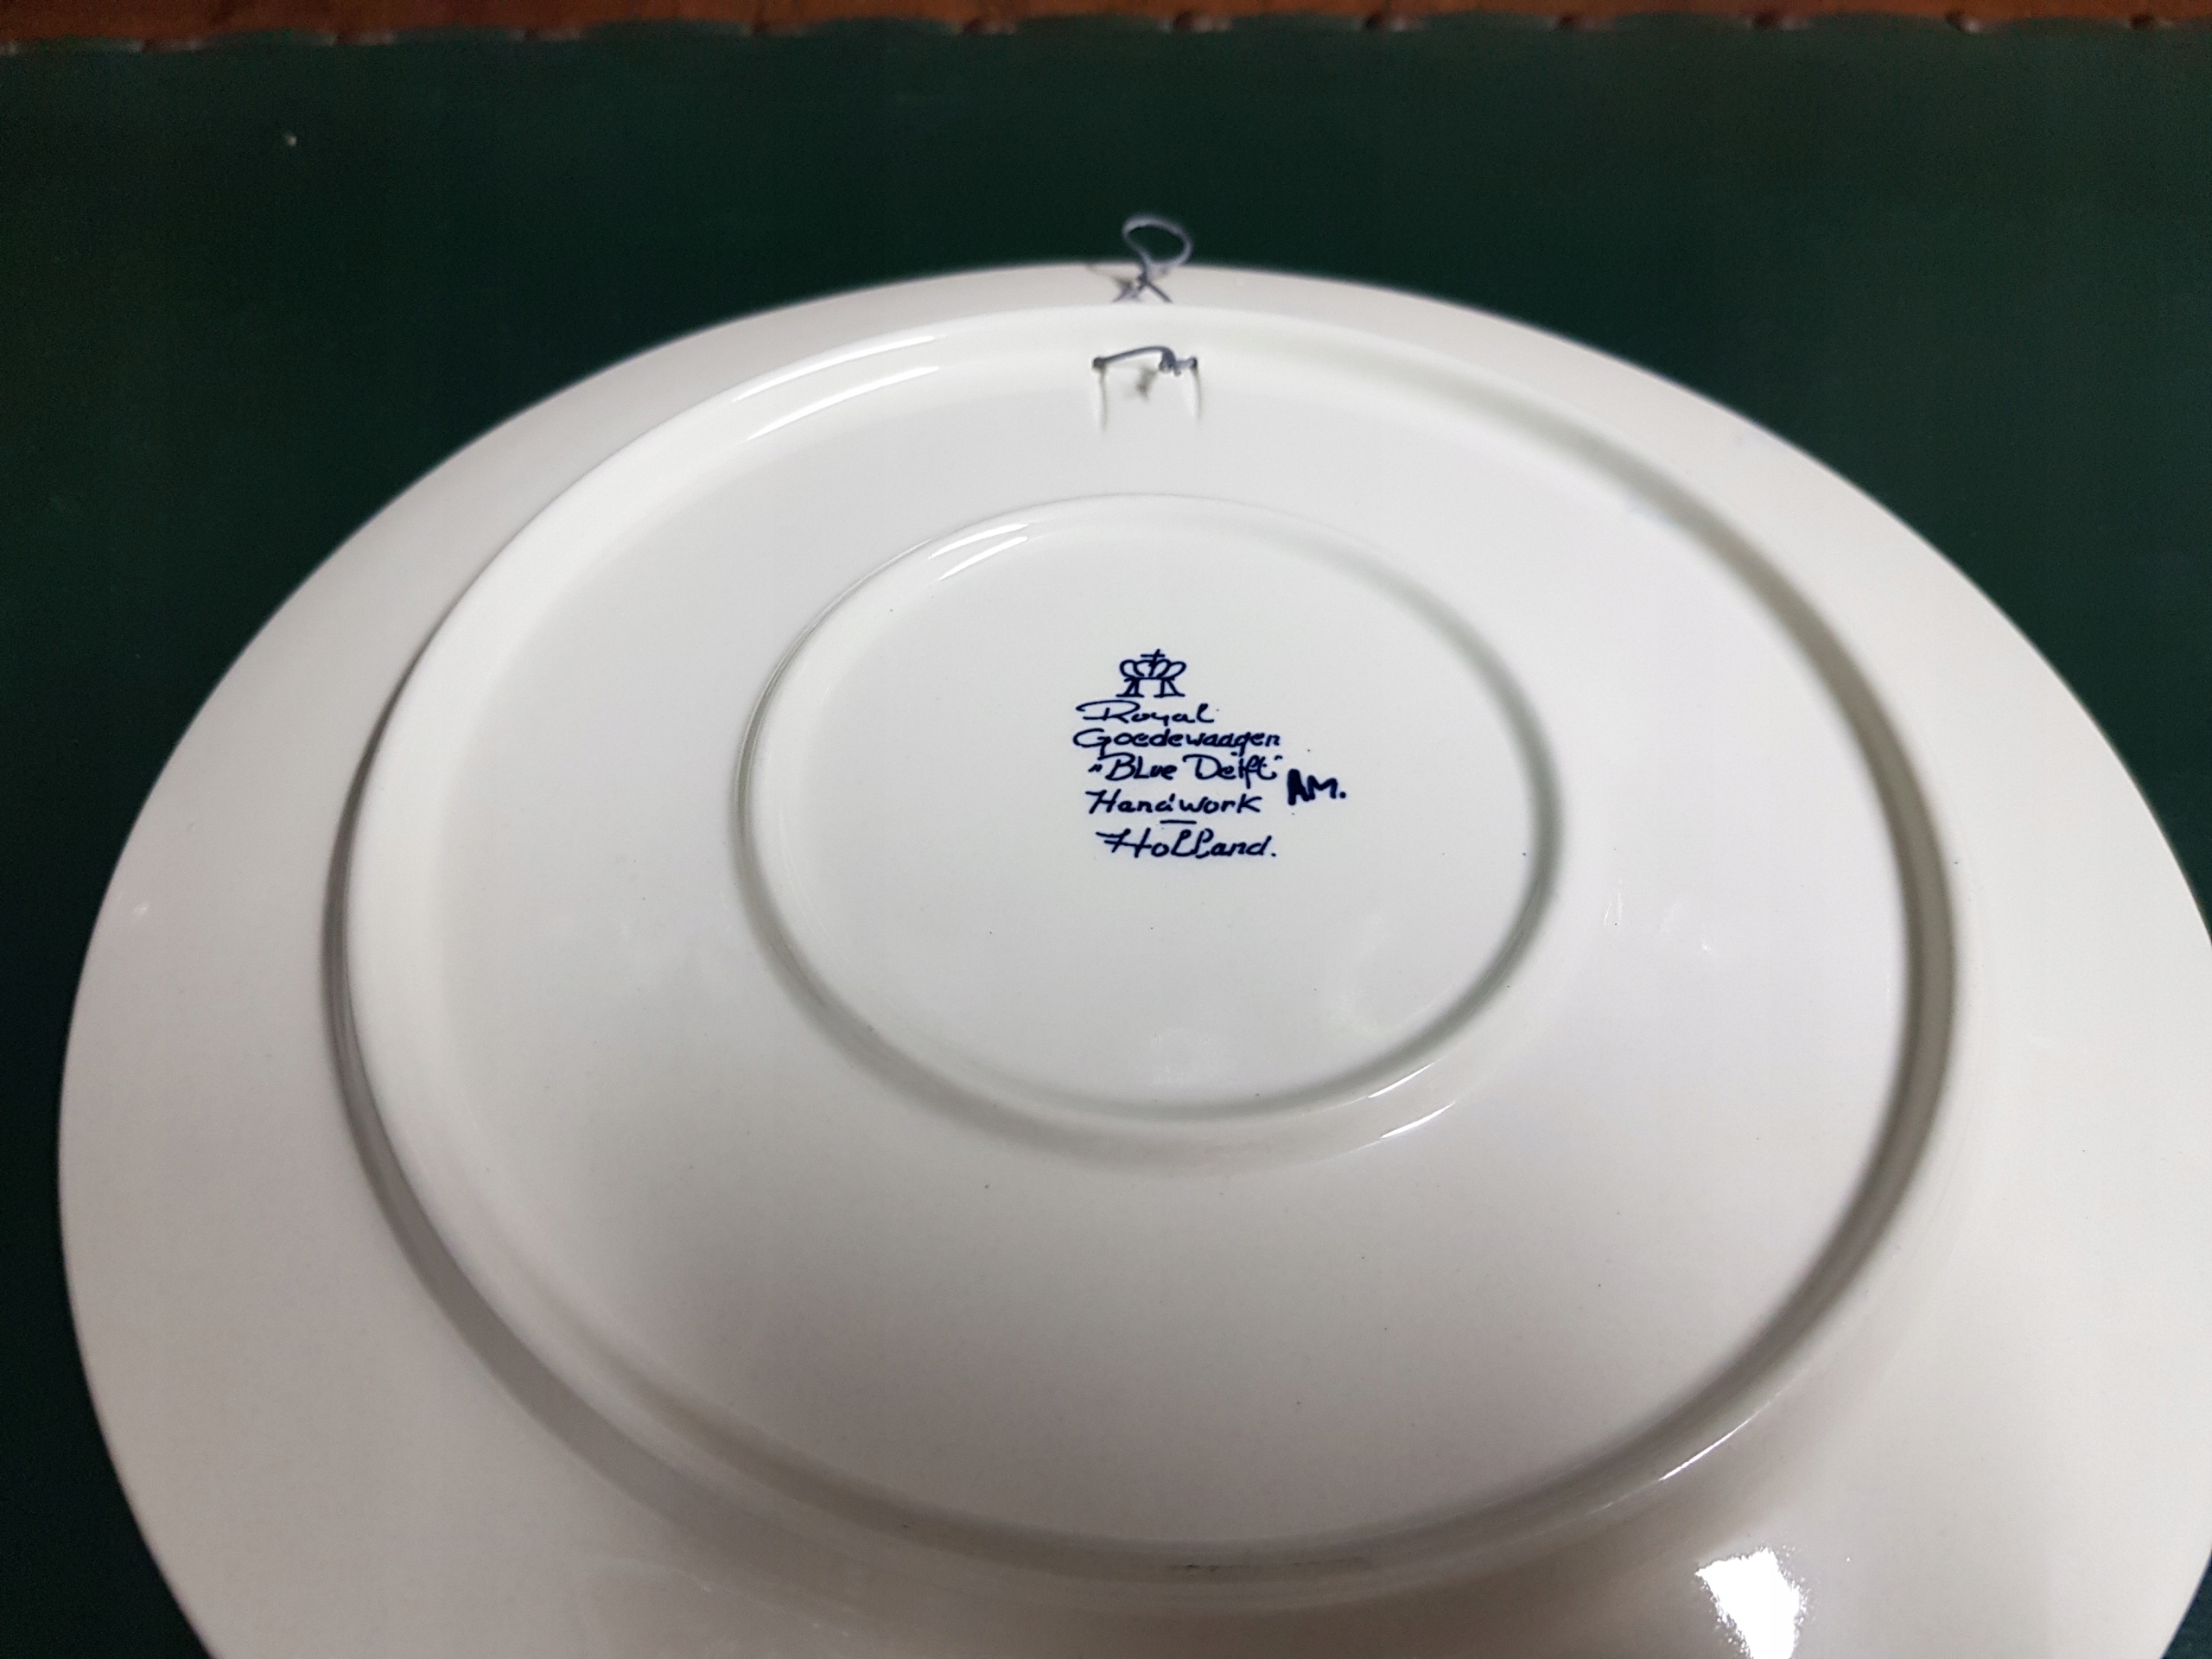 Royal
Goedewaagen
"BLue Delft"
Handwork AM.
Holland.